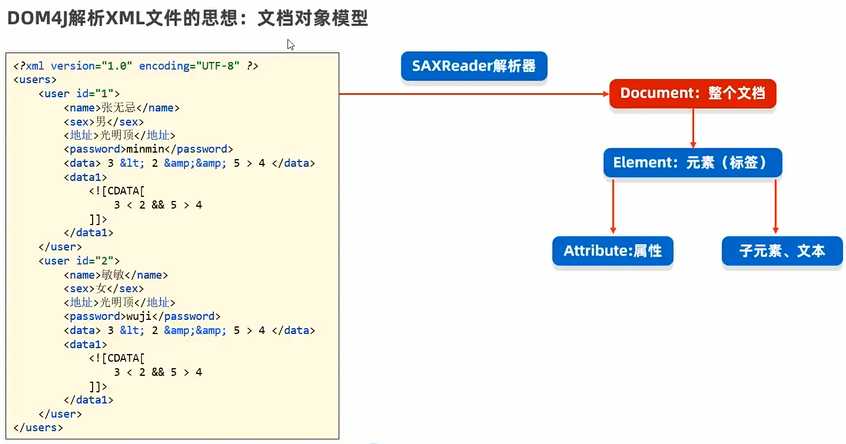 DOM4J解析XML文件的思想：文档对象模型
<?xml version="1.0" encoding="UTF-8" ?>
<users>
    <user id="1">
        <name>张无忌</name>
        <sex>男</sex>
        <地址>光明顶</地址>
        <password>minmin</password>
        <data> 3 &lt; 2 &amp;&amp; 5 > 4 </data>
        <data1>
            <![CDATA[
                3 < 2 && 5 > 4
            ]]>
        </data1>
    </user>
    <user id="2">
        <name>敏敏</name>
        <sex>女</sex>
        <地址>光明顶</地址>
        <password>wuji</password>
        <data> 3 &lt; 2 &amp;&amp; 5 > 4 </data>
        <data1>
            <![CDATA[
                3 < 2 && 5 > 4
            ]]>
        </data1>
    </user>
</users>
SAXReader解析器
Document：整个文档
Element：元素（标签）
Attribute:属性
子元素、文本